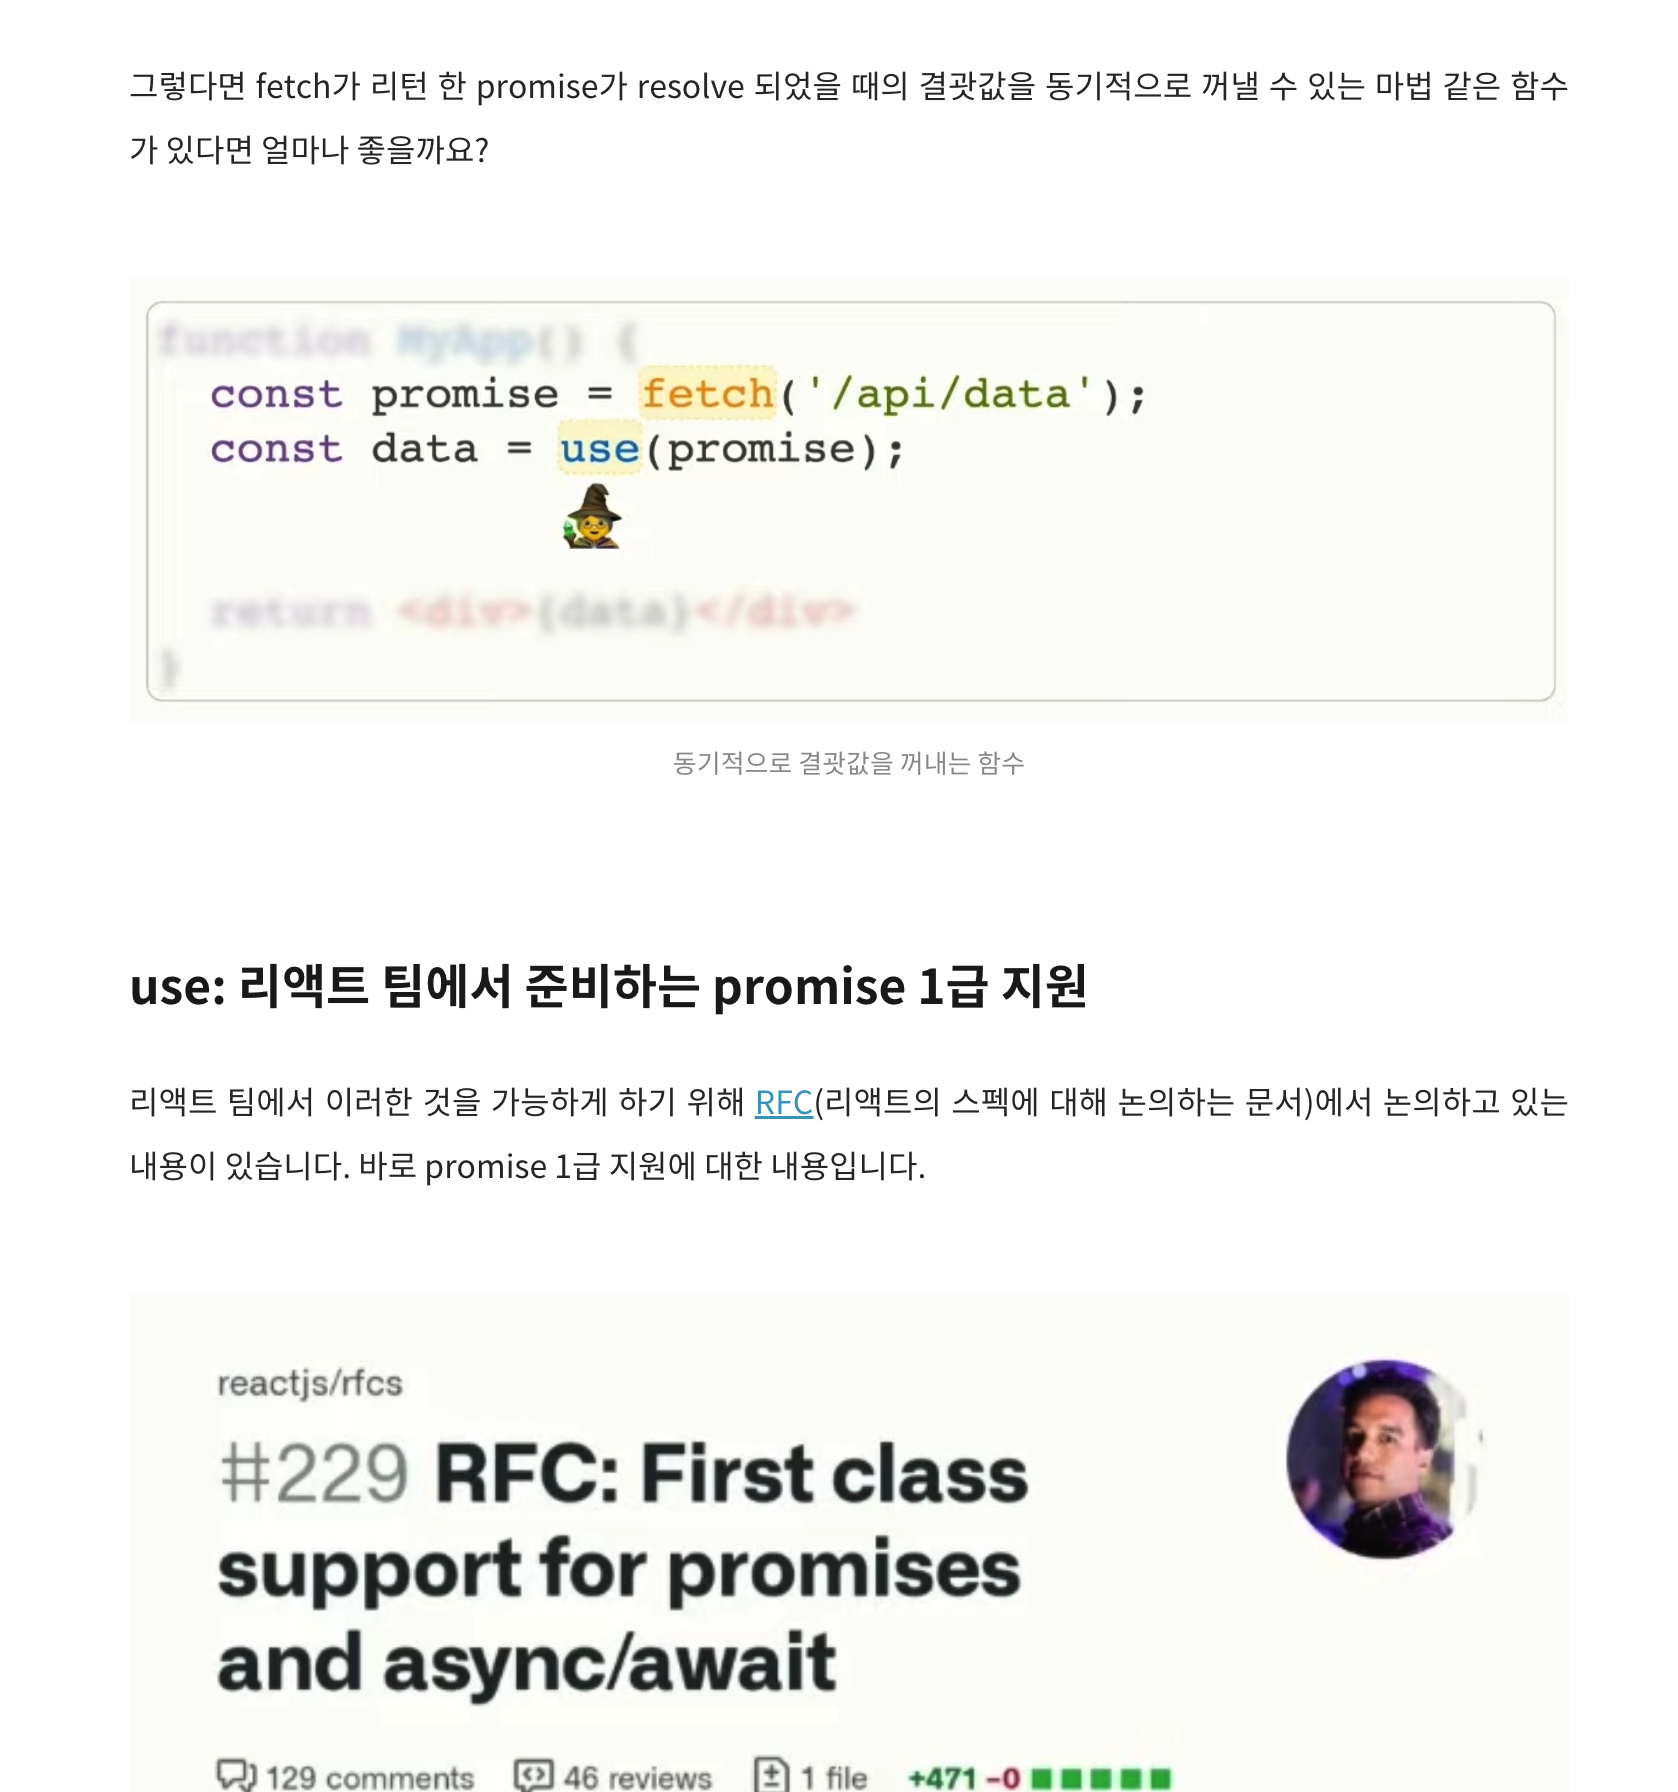 그렇다면 fetch가 리턴 한 promise가 resolve 되었을 때의 결괏값을 동기적으로 꺼낼 수 있는 마법 같은 함수
가 있다면 얼마나 좋을까요?
function MyApp() {
const promise = fetch('/api/data');
const data = use(promise);
return <div>{data}</div>
}
동기적으로 결괏값을 꺼내는 함수
use: 리액트 팀에서 준비하는 promise 1급 지원
리액트 팀에서 이러한 것을 가능하게 하기 위해 RFC(리액트의 스펙에 대해 논의하는 문서)에서 논의하고 있는
내용이 있습니다. 바로 promise 1급 지원에 대한 내용입니다.
reactjs/rfcs
#229 RFC: First class
support for promises
and async/await
129 comments 46 reviews 1 file +471 −0